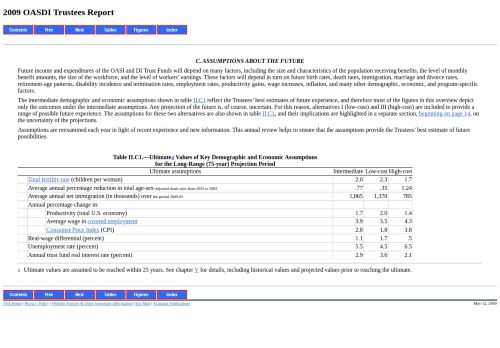 2009 OASDI Trustees Report
Contents Prev Next Tables Figures Index
C. ASSUMPTIONS ABOUT THE FUTURE
Future income and expenditures of the OASI and DI Trust Funds will depend on many factors, including the size and characteristics of the population receiving benefits, the level of monthly
benefit amounts, the size of the workforce, and the level of workers' earnings. These factors will depend in turn on future birth rates, death rates, immigration, marriage and divorce rates,
retirement-age patterns, disability incidence and termination rates, employment rates, productivity gains, wage increases, inflation, and many other demographic, economic, and program-specific
factors.
The intermediate demographic and economic assumptions shown in table II.C1 reflect the Trustees' best estimates of future experience, and therefore most of the figures in this overview depict
only the outcomes under the intermediate assumptions. Any projection of the future is, of course, uncertain. For this reason, alternatives I (low-cost) and III (high-cost) are included to provide a
range of possible future experience. The assumptions for these two alternatives are also shown in table II.C1, and their implications are highlighted in a separate section, beginning on page 14, on
the uncertainty of the projections.
Assumptions are reexamined each year in light of recent experience and new information. This annual review helps to ensure that the assumptions provide the Trustees' best estimate of future
possibilities.
Table II.C1.—Ultimate a Values of Key Demographic and Economic Assumptions
for the Long-Range (75-year) Projection Period
Ultimate assumptions Intermediate Low-cost High-cost
Total fertility rate (children per woman) 2.0 2.3 1.7
Average annual percentage reduction in total age-sex-adjusted death rates from 2033 to 2083 .77 .35 1.24
Average annual net immigration (in thousands) over the period 2009-83 1,065 1,370 785
Annual percentage change in:
Productivity (total U.S. economy) 1.7 2.0 1.4
Average wage in covered employment 3.9 3.5 4.3
Consumer Price Index (CPI) 2.8 1.8 3.8
Real-wage differential (percent) 1.1 1.7 .5
Unemployment rate (percent) 5.5 4.5 6.5
Annual trust fund real interest rate (percent) 2.9 3.6 2.1
a Ultimate values are assumed to be reached within 25 years. See chapter V for details, including historical values and projected values prior to reaching the ultimate.
Contents Prev Next Tables Figures Index
SSA Home | Privacy Policy | Website Policies & Other Important Information | Site Map | Actuarial Publications May 12, 2009